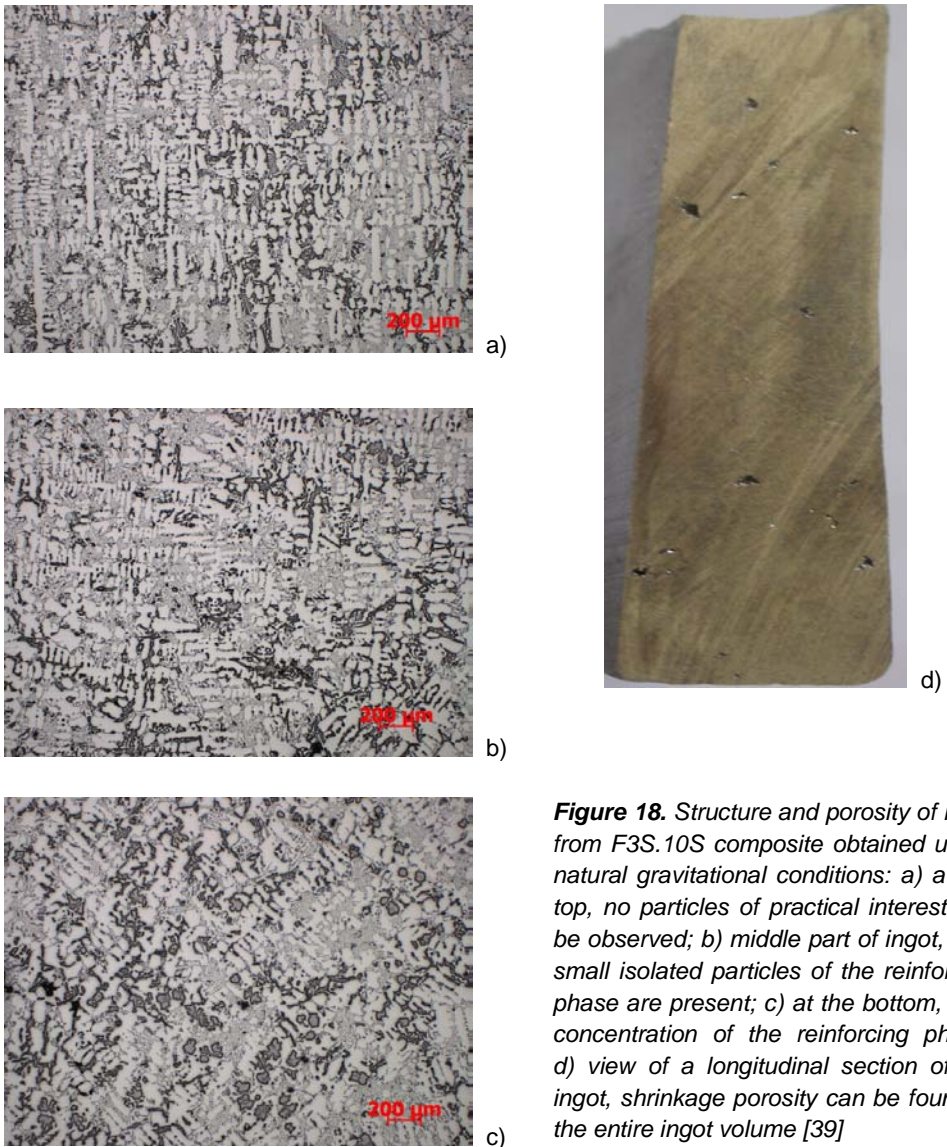 200 µm
a)
200 µm
b)
200 µm
c)
d)
Figure 18. Structure and porosity of
from F3S.10S composite obtained
natural gravitational conditions: a) a
top, no particles of practical interest
be observed; b) middle part of ingot,
small isolated particles of the
phase are present; c) at the bottom,
concentration of the reinforcing
d) view of a longitudinal section of
ingot, shrinkage porosity can be
the entire ingot volume [39]